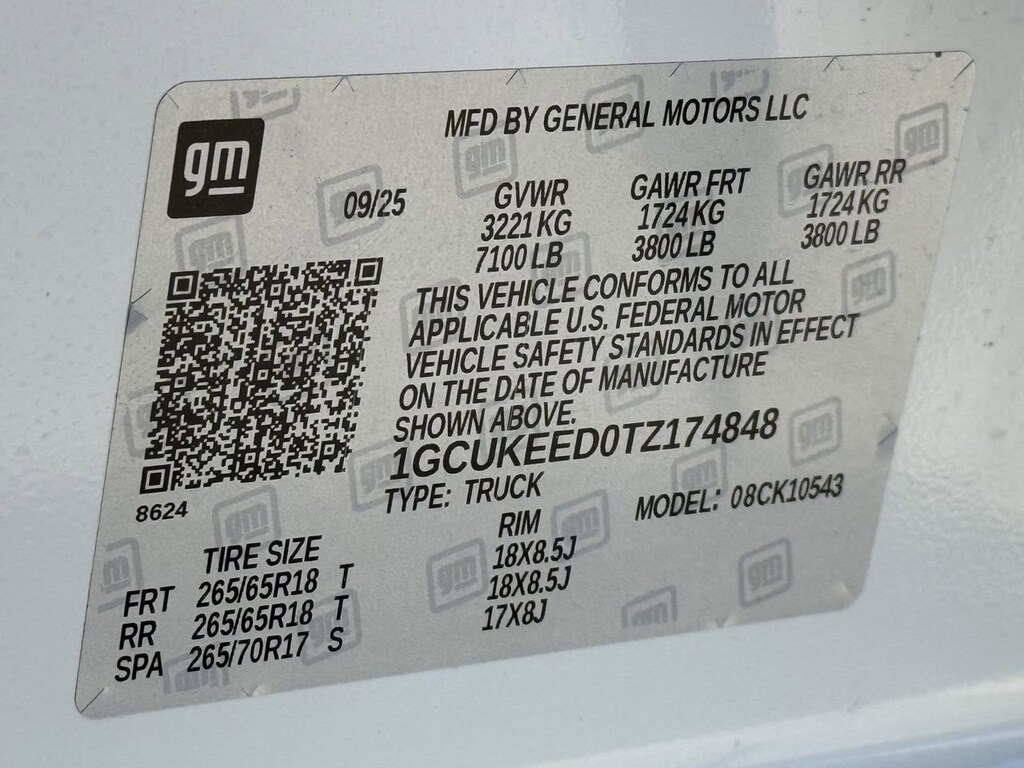 gm
MFD BY GENERAL MOTORS LLC
09/25 GVWR GAWR FRT GAWR RR
3221 KG 1724 KG 1724 KG
7100 LB 3800 LB 3800 LB
THIS VEHICLE CONFORMS TO ALL
APPLICABLE U.S. FEDERAL MOTOR
VEHICLE SAFETY STANDARDS IN EFFECT
ON THE DATE OF MANUFACTURE
SHOWN ABOVE.
1GCUKEED0TZ174848
TYPE: TRUCK MODEL: 08CK10543
8624
TIRE SIZE RIM
FRT 265/65R18 T 18X8.5J
RR 265/65R18 T 18X8.5J
SPA 265/70R17 S 17X8J